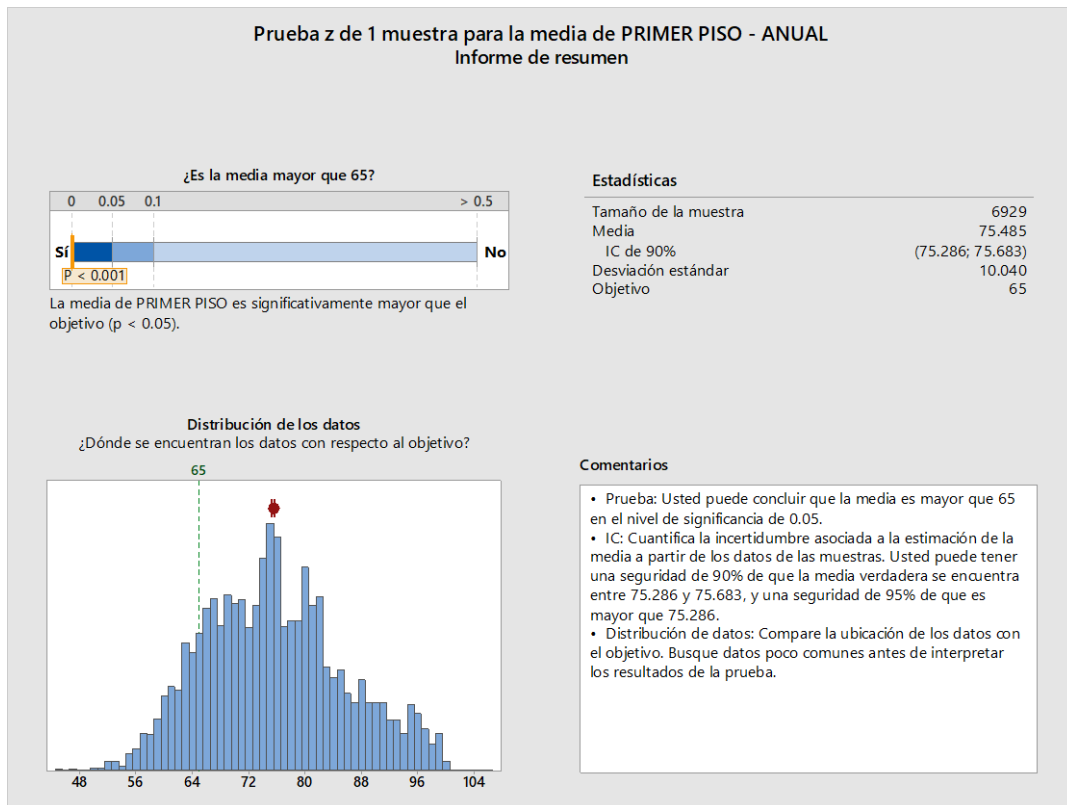 Prueba z de 1 muestra para la media de PRIMER PISO - ANUAL
Informe de resumen
¿Es la media mayor que 65?
0 0.05 0.1 > 0.5
Sí No
P < 0.001
La media de PRIMER PISO es significativamente mayor que el
objetivo (p < 0.05).
Estadísticas
Tamaño de la muestra 6929
Media 75.485
IC de 90% (75.286; 75.683)
Desviación estándar 10.040
Objetivo 65
Distribución de los datos
¿Dónde se encuentran los datos con respecto al objetivo?
65
48 56 64 72 80 88 96 104
Comentarios
• Prueba: Usted puede concluir que la media es mayor que 65
en el nivel de significancia de 0.05.
• IC: Cuantifica la incertidumbre asociada a la estimación de la
media a partir de los datos de las muestras. Usted puede tener
una seguridad de 90% de que la media verdadera se encuentra
entre 75.286 y 75.683, y una seguridad de 95% de que es
mayor que 75.286.
• Distribución de datos: Compare la ubicación de los datos con
el objetivo. Busque datos poco comunes antes de interpretar
los resultados de la prueba.